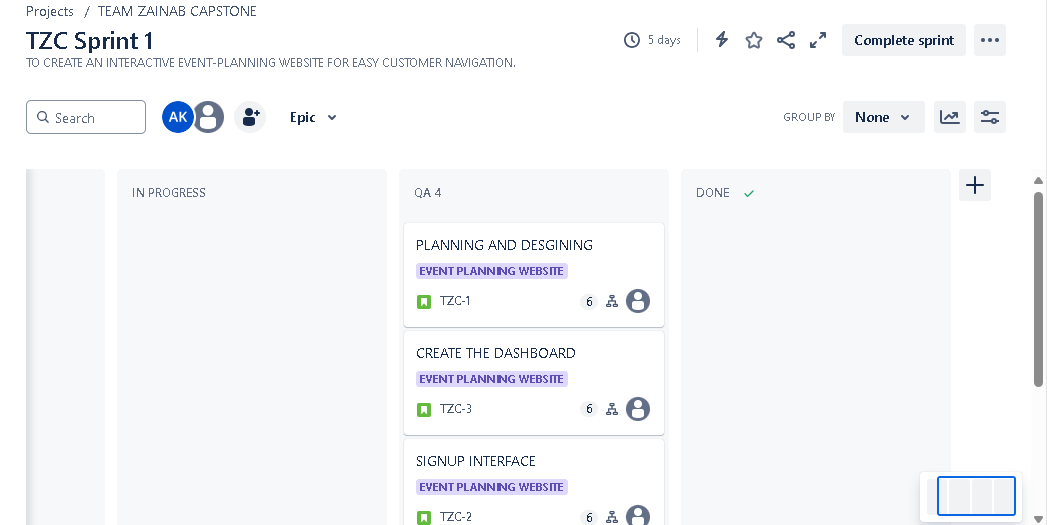 Projects / TEAM ZAINAB CAPSTONE
TZC Sprint 1
5 days
Complete sprint
TO CREATE AN INTERACTIVE EVENT-PLANNING WEBSITE FOR EASY CUSTOMER NAVIGATION.
Search
AK
Epic
GROUP BY
None
IN PROGRESS
QA 4
DONE
PLANNING AND DESGINING
EVENT PLANNING WEBSITE
TZC-1
6
CREATE THE DASHBOARD
EVENT PLANNING WEBSITE
TZC-3
6
SIGNUP INTERFACE
EVENT PLANNING WEBSITE
TZC-2
6